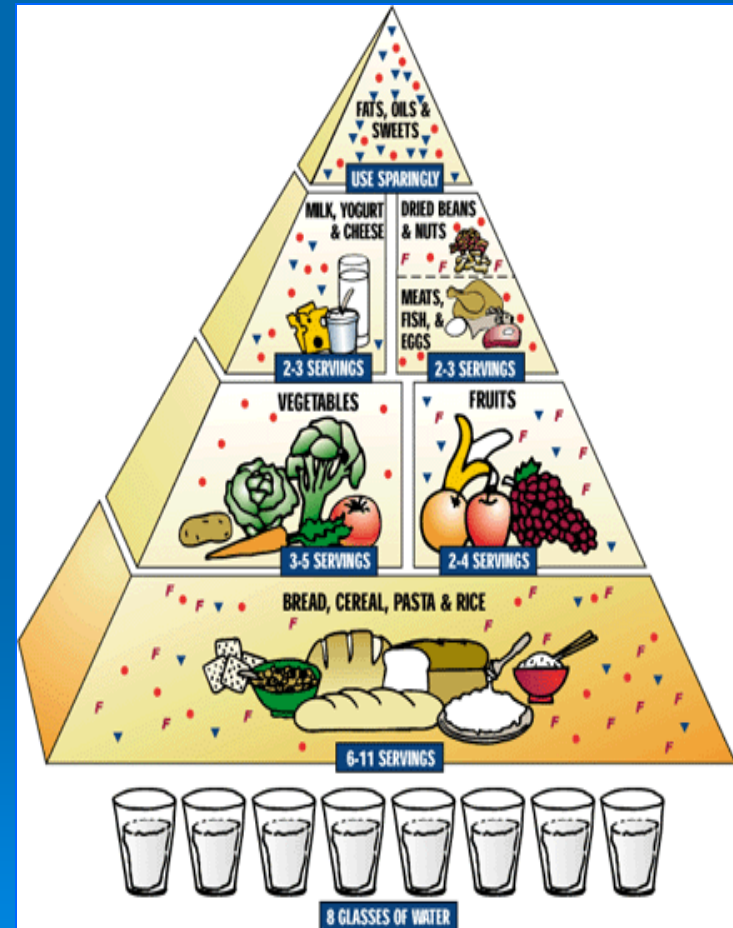 FATS, OILS &
SWEETS
USE SPARINGLY
MILK, YOGURT
& CHEESE
2-3 SERVINGS
DRIED BEANS
& NUTS
F F F
MEATS,
FISH, &
EGGS
2-3 SERVINGS
VEGETABLES
3-5 SERVINGS
FRUITS
F F F F F F F F
2-4 SERVINGS
BREAD, CEREAL, PASTA & RICE
F F F F F F F F F F F F F F F F F
6-11 SERVINGS
8 GLASSES OF WATER